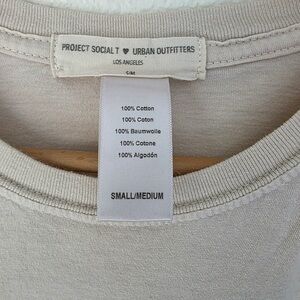 PROJECT SOCIAL T ♥ URBAN OUTFITTERS
LOS ANGELES
S/M
100% Cotton
100% Coton
100% Baumwolle
100% Cotone
100% Algodón
SMALL/MEDIUM